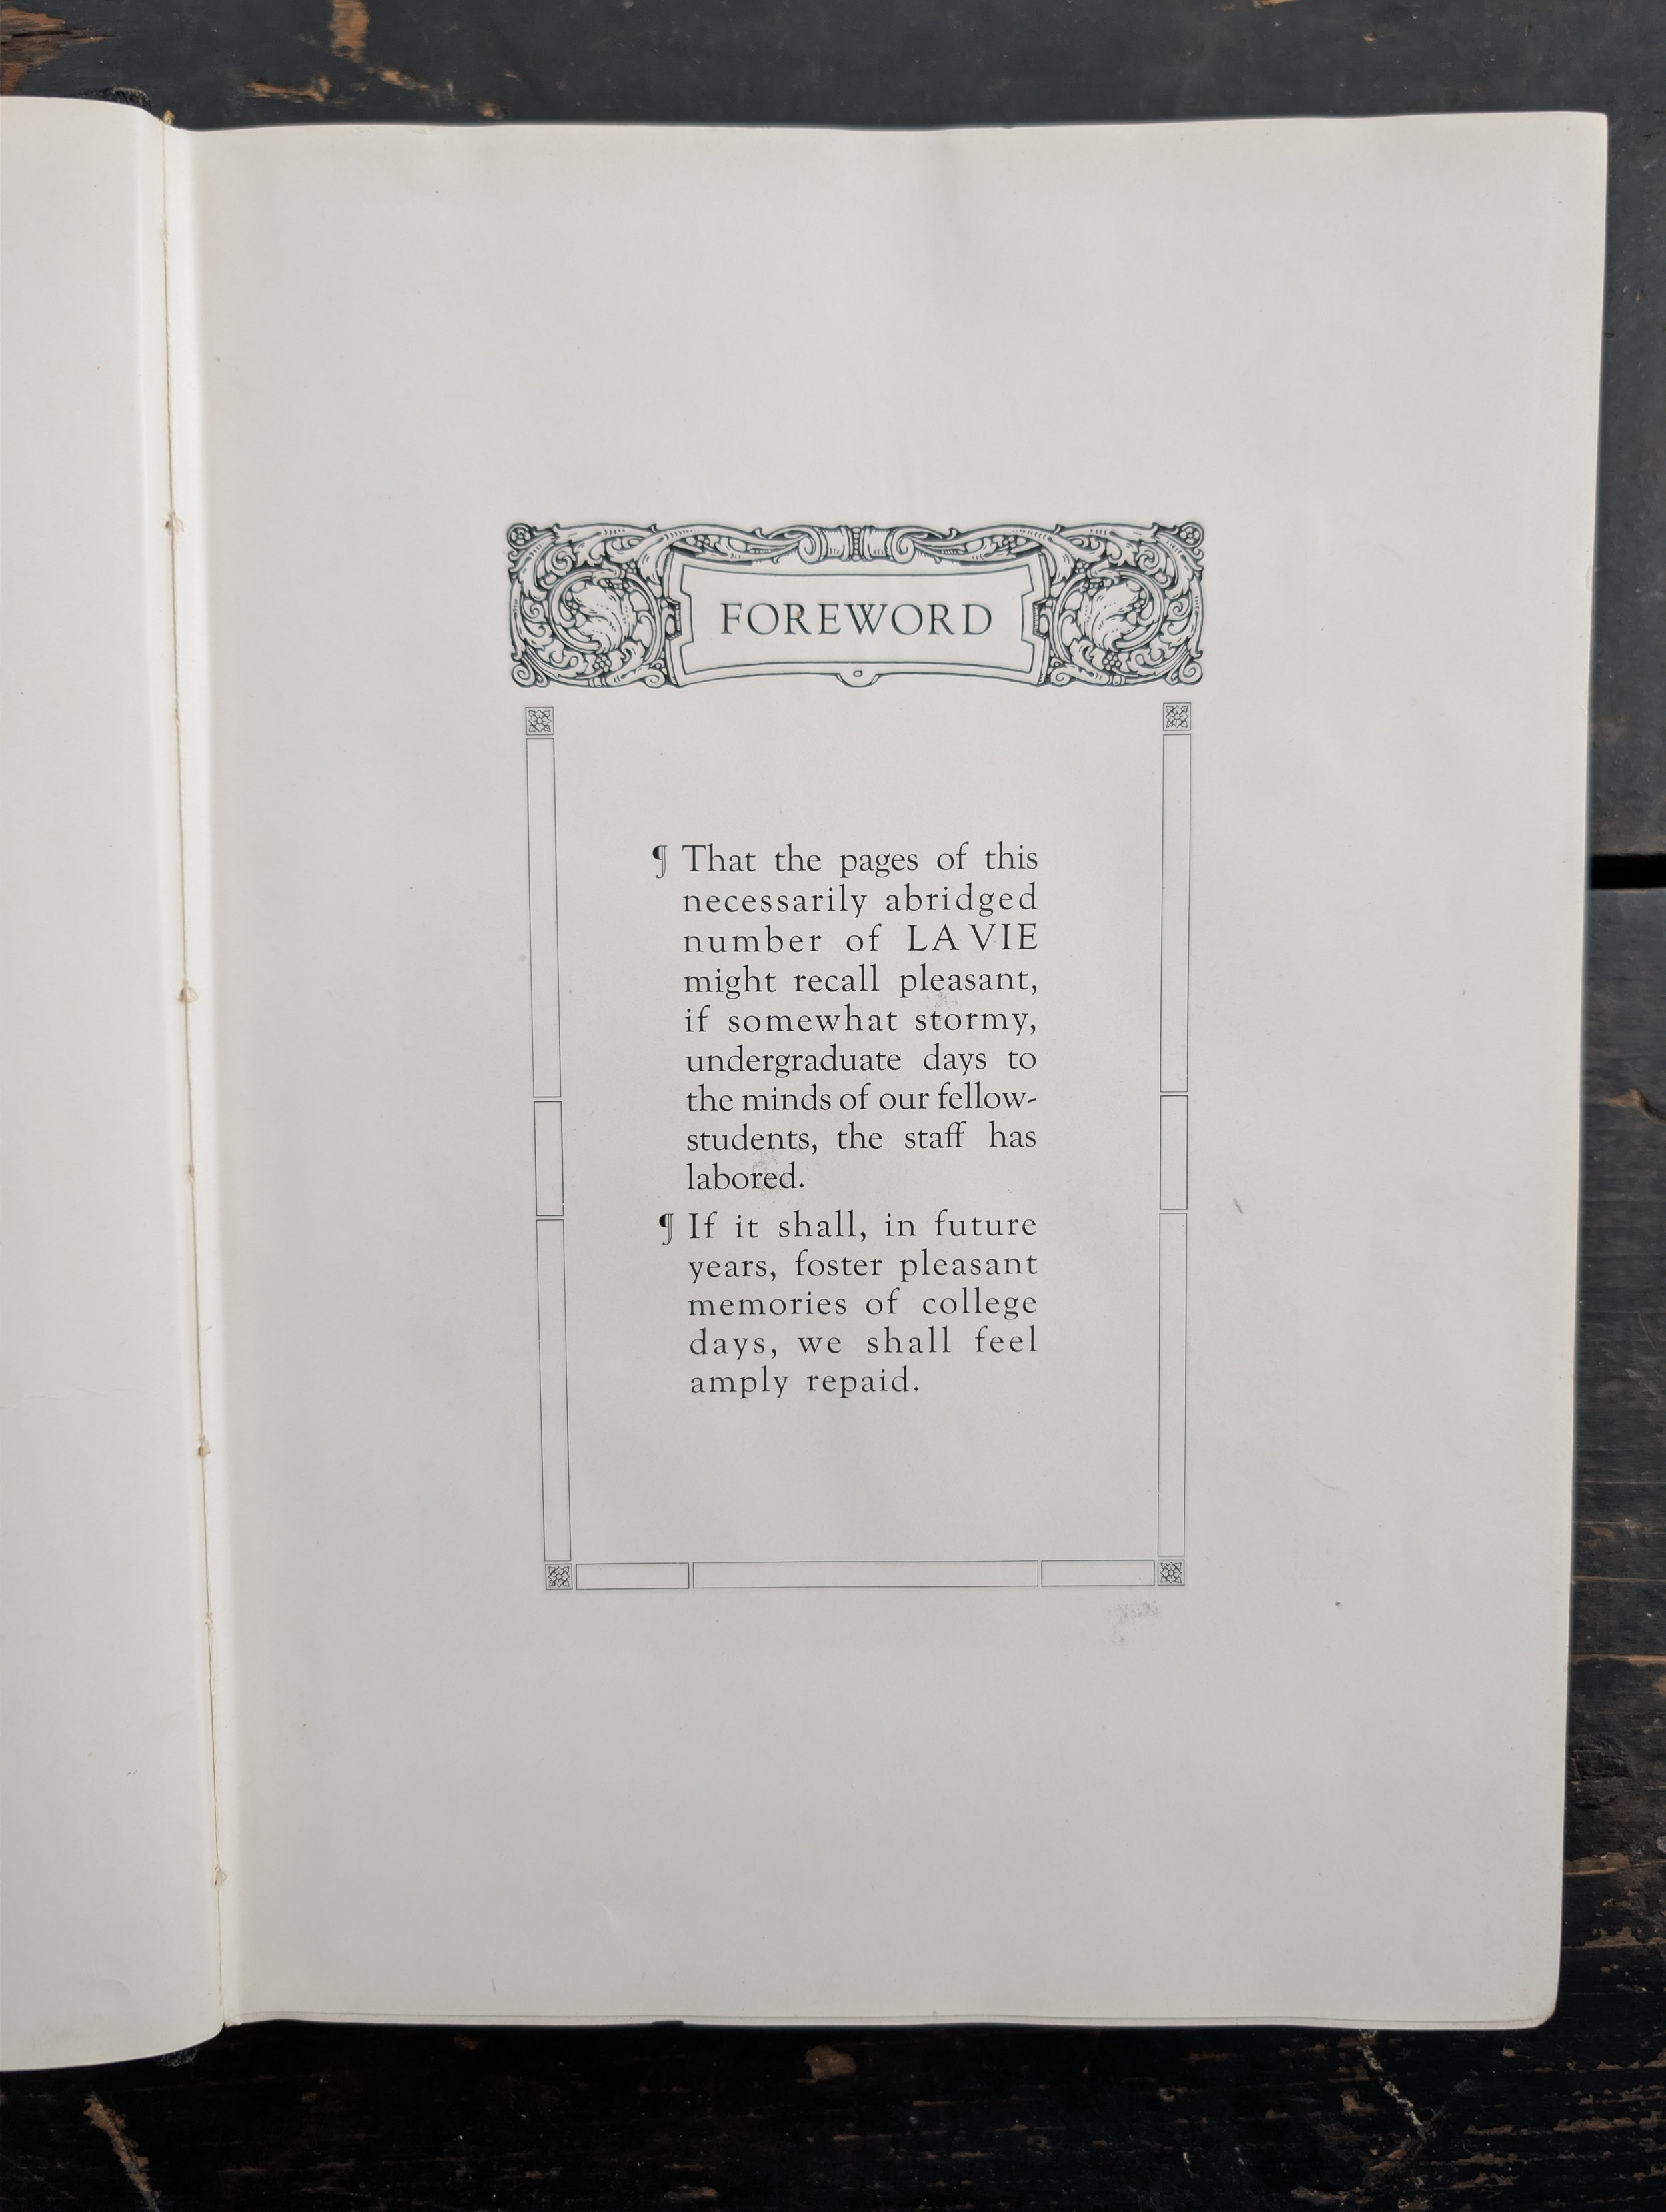 FOREWORD
¶ That the pages of this
necessarily abridged
number of LA VIE
might recall pleasant,
if somewhat stormy,
undergraduate days to
the minds of our fellow-
students, the staff has
labored.
¶ If it shall, in future
years, foster pleasant
memories of college
days, we shall feel
amply repaid.